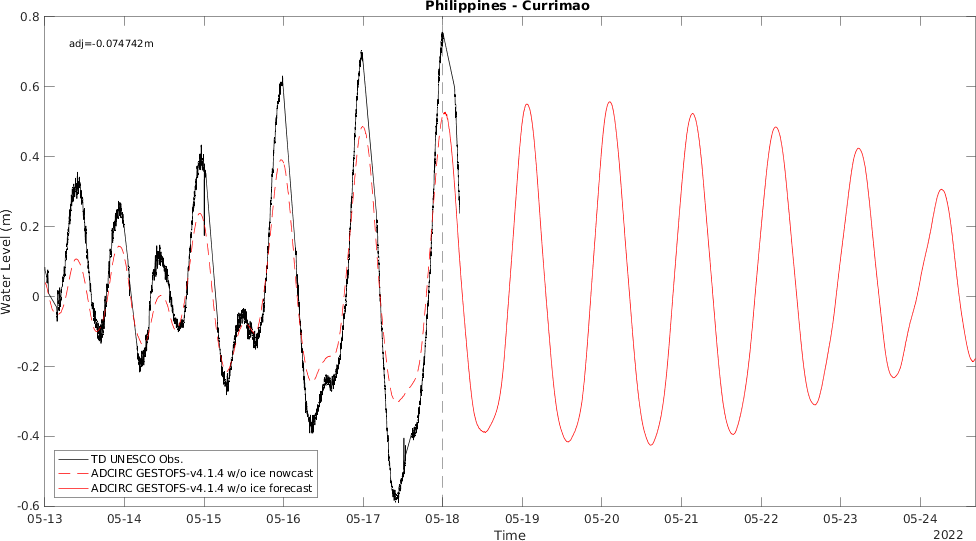 Philippines - Currimao
adj=-0.074742m
0.8
0.6
0.4
0.2
0
-0.2
-0.4
-0.6
Water Level (m)
TD UNESCO Obs.
ADCIRC GESTOFS-v4.1.4 w/o ice nowcast
ADCIRC GESTOFS-v4.1.4 w/o ice forecast
05-13 05-14 05-15 05-16 05-17 05-18 05-19 05-20 05-21 05-22 05-23 05-24
Time
2022